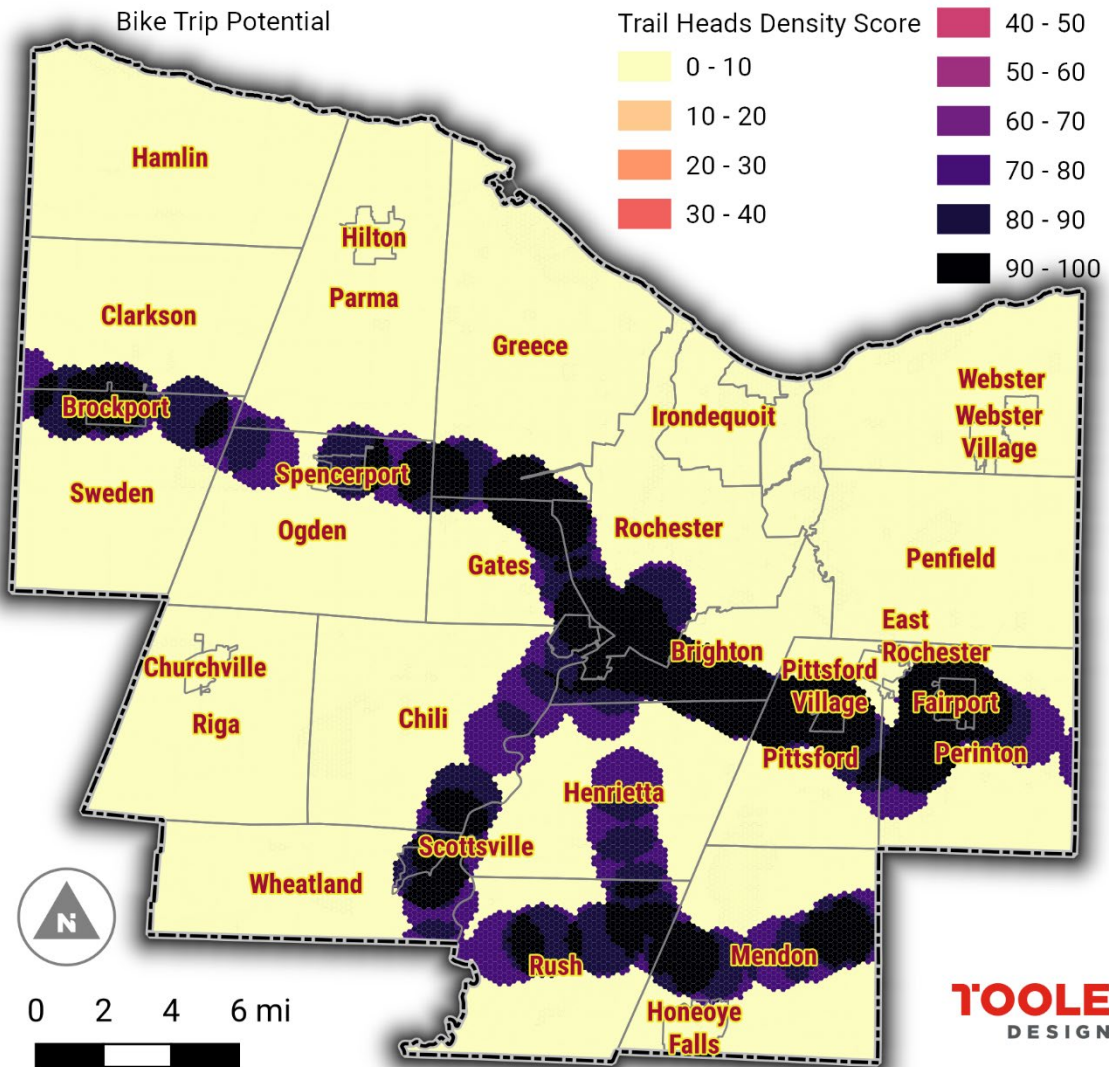 Bike Trip Potential
Trail Heads Density Score
0 - 10
10 - 20
20 - 30
30 - 40
40 - 50
50 - 60
60 - 70
70 - 80
80 - 90
90 - 100
Hamlin
Hilton
Parma
Clarkson
Greece
Webster
Webster
Village
Irondequoit
Brockport
Spencerport
Sweden
Ogden
Rochester
Gates
Penfield
East
Rochester
Brighton
Churchville
Pittsford
Village
Fairport
Riga
Chili
Pittsford
Perinton
Henrietta
Scottsville
Wheatland
Rush
Mendon
Honeoye
Falls
N
0 2 4 6 mi
TOOLE
DESIGN